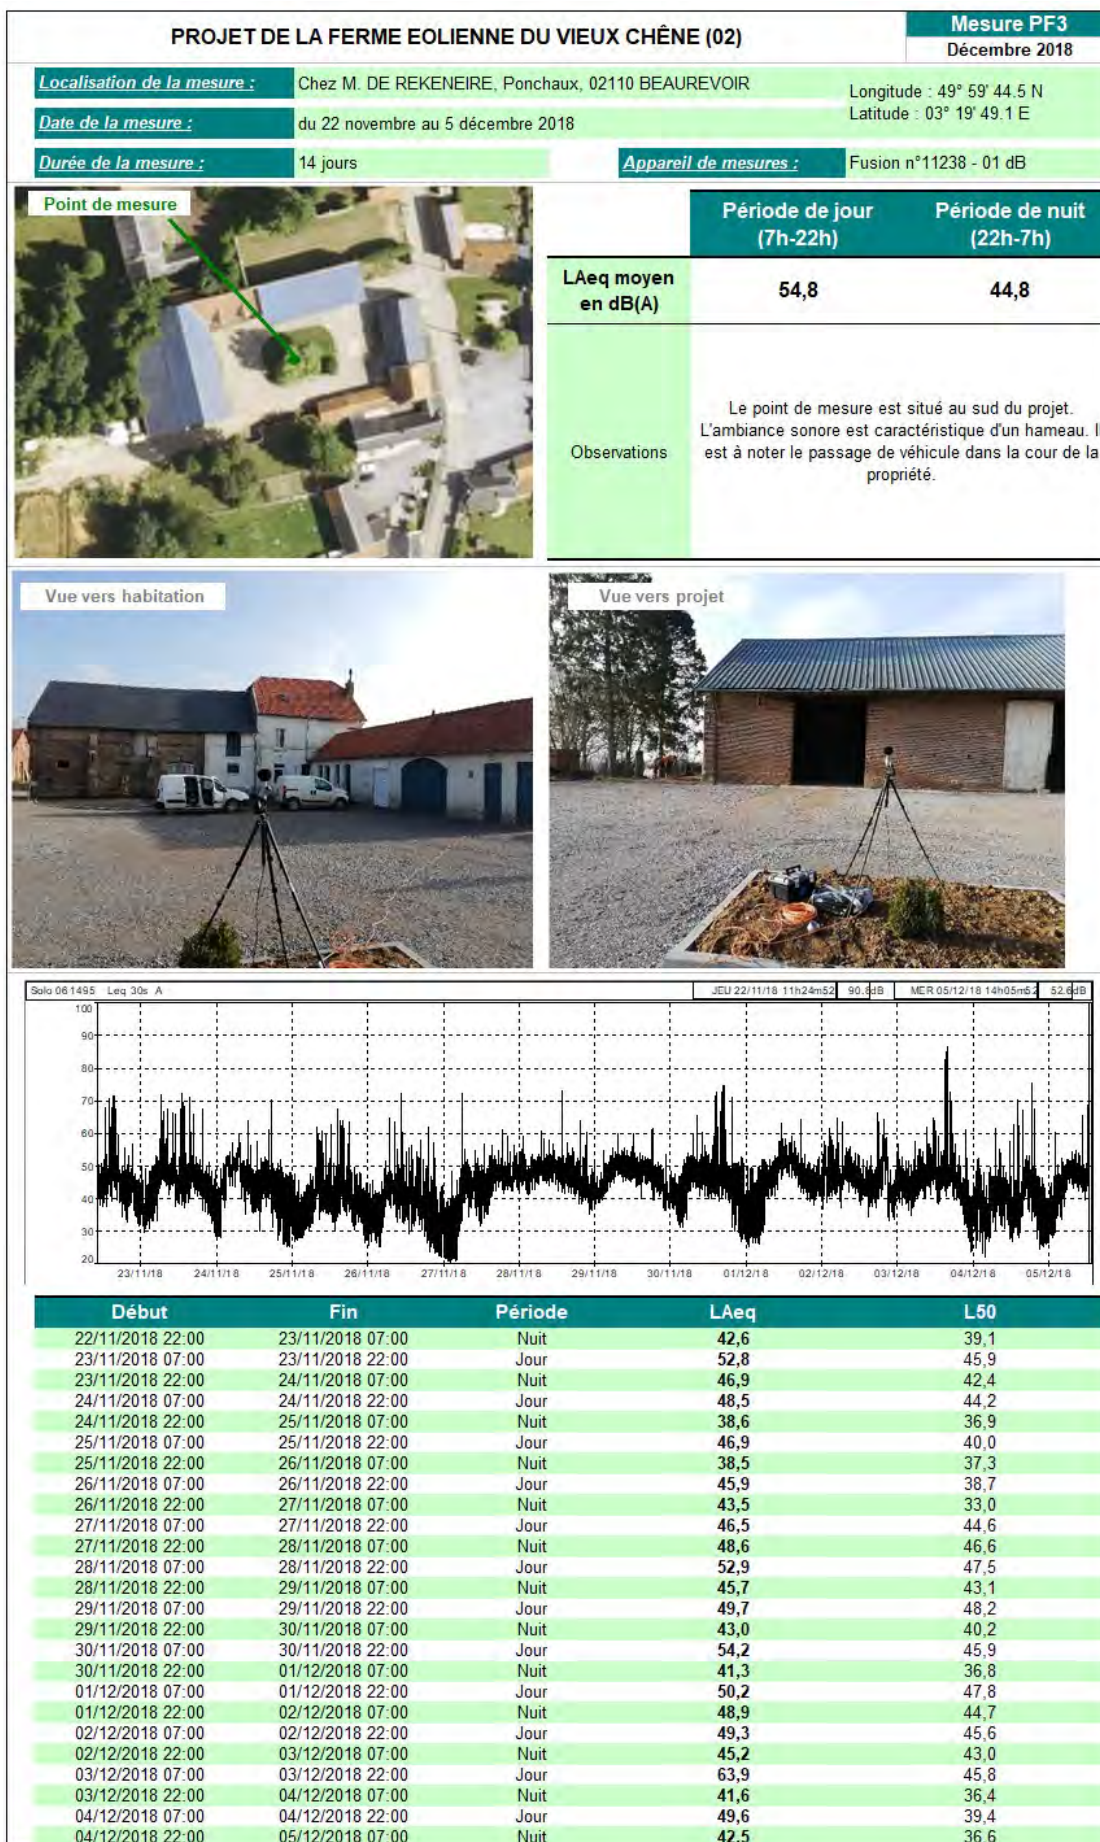 PROJET DE LA FERME EOLIENNE DU VIEUX CHÊNE (02)
Mesure PF3
Décembre 2018
Localisation de la mesure :
Chez M. DE REKENEIRE, Ponchaux, 02110 BEAUREVOIR
Longitude : 49° 59' 44.5 N
Latitude : 03° 19' 49.1 E
Date de la mesure :
du 22 novembre au 5 décembre 2018
Durée de la mesure :
14 jours
Appareil de mesures :
Fusion n°11238 - 01 dB
Point de mesure
Période de jour
(7h-22h)
Période de nuit
(22h-7h)
LAeq moyen
en dB(A)
54,8
44,8
Observations
Le point de mesure est situé au sud du projet.
L'ambiance sonore est caractéristique d'un hameau. Il
est à noter le passage de véhicule dans la cour de la
propriété.
Vue vers habitation
Vue vers projet
Solo 061495 Leq 30s A
JEU 22/11/18 11h24m52 90.8dB MER 05/12/18 14h05m52 52.6dB
100
90
80
70
60
50
40
30
20
23/11/18 24/11/18 25/11/18 26/11/18 27/11/18 28/11/18 29/11/18 30/11/18 01/12/18 02/12/18 03/12/18 04/12/18 05/12/18
Début Fin Période LAeq L50
22/11/2018 22:00 23/11/2018 07:00 Nuit 42,6 39,1
23/11/2018 07:00 23/11/2018 22:00 Jour 52,8 45,9
23/11/2018 22:00 24/11/2018 07:00 Nuit 46,9 42,4
24/11/2018 07:00 24/11/2018 22:00 Jour 48,5 44,2
24/11/2018 22:00 25/11/2018 07:00 Nuit 38,6 36,9
25/11/2018 07:00 25/11/2018 22:00 Jour 46,9 40,0
25/11/2018 22:00 26/11/2018 07:00 Nuit 38,5 37,3
26/11/2018 07:00 26/11/2018 22:00 Jour 45,9 38,7
26/11/2018 22:00 27/11/2018 07:00 Nuit 43,5 33,0
27/11/2018 07:00 27/11/2018 22:00 Jour 46,5 44,6
27/11/2018 22:00 28/11/2018 07:00 Nuit 48,6 46,6
28/11/2018 07:00 28/11/2018 22:00 Jour 52,9 47,5
28/11/2018 22:00 29/11/2018 07:00 Nuit 45,7 43,1
29/11/2018 07:00 29/11/2018 22:00 Jour 49,7 48,2
29/11/2018 22:00 30/11/2018 07:00 Nuit 43,0 40,2
30/11/2018 07:00 30/11/2018 22:00 Jour 54,2 45,9
30/11/2018 22:00 01/12/2018 07:00 Nuit 41,3 36,8
01/12/2018 07:00 01/12/2018 22:00 Jour 50,2 47,8
01/12/2018 22:00 02/12/2018 07:00 Nuit 48,9 44,7
02/12/2018 07:00 02/12/2018 22:00 Jour 49,3 45,6
02/12/2018 22:00 03/12/2018 07:00 Nuit 45,2 43,0
03/12/2018 07:00 03/12/2018 22:00 Jour 63,9 45,8
03/12/2018 22:00 04/12/2018 07:00 Nuit 41,6 36,4
04/12/2018 07:00 04/12/2018 22:00 Jour 49,6 39,4
04/12/2018 22:00 05/12/2018 07:00 Nuit 42,5 36,6